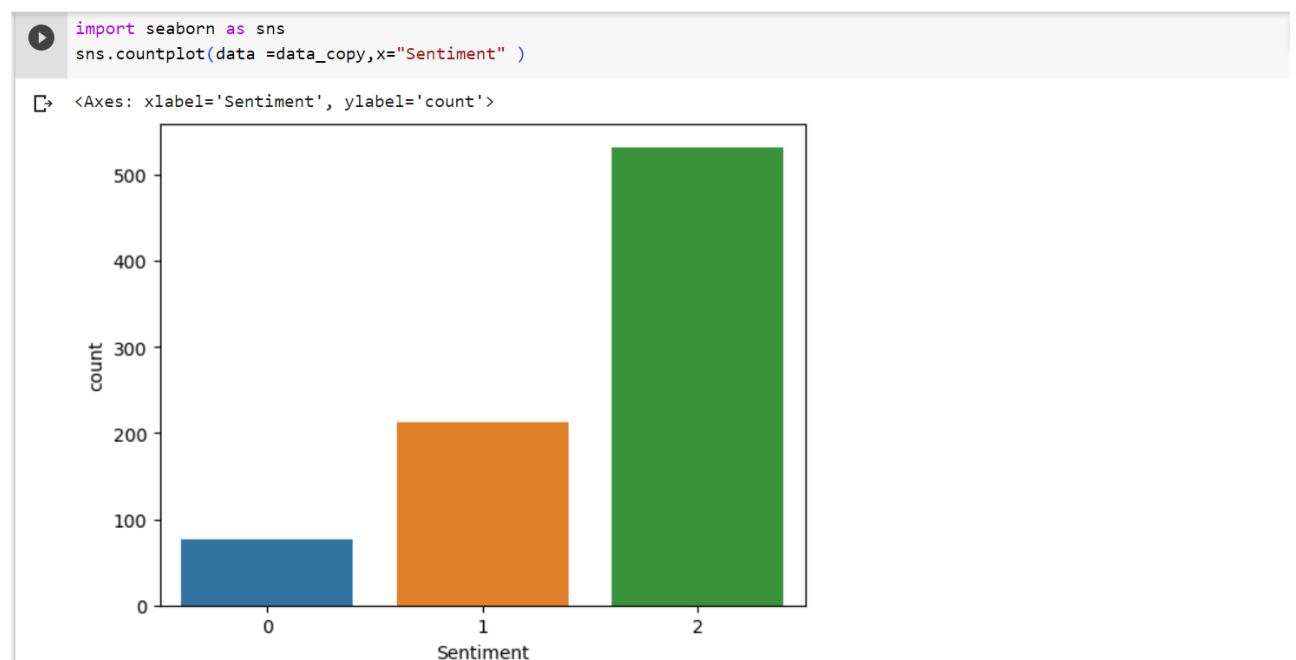 import seaborn as sns
sns.countplot(data =data_copy,x="Sentiment" )
<Axes: xlabel='Sentiment', ylabel='count'>
500
400
300
200
100
0
count
0 1 2
Sentiment